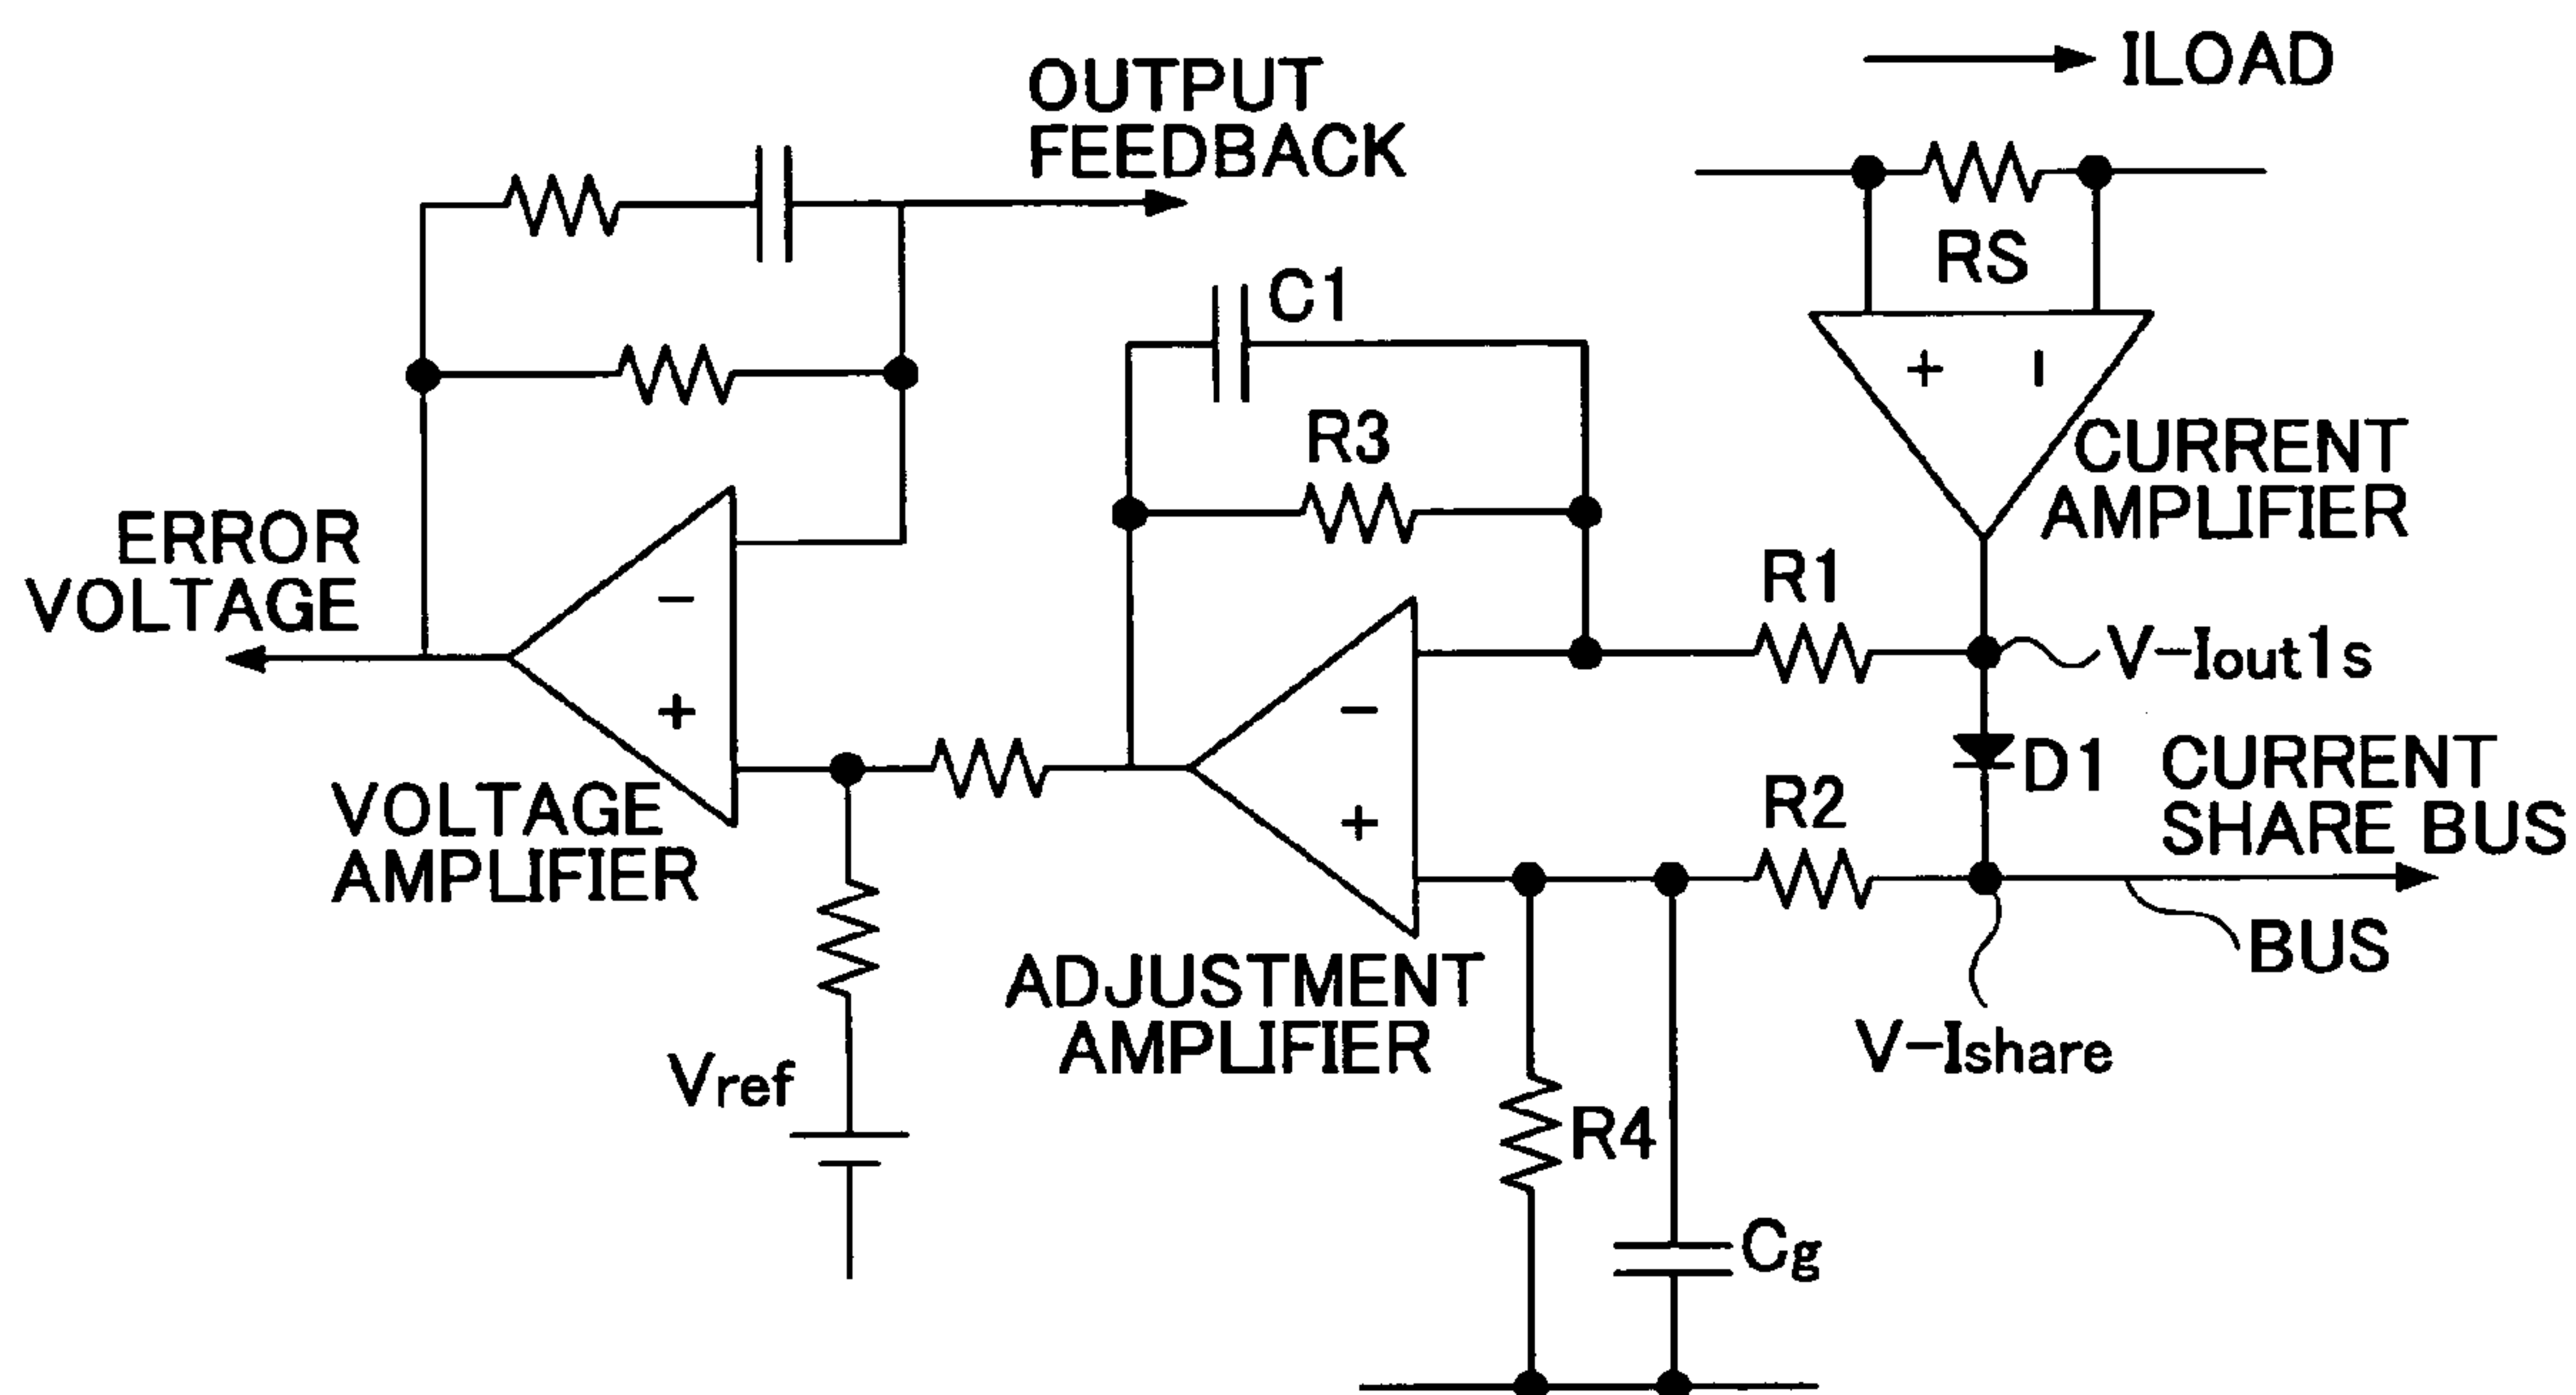 OUTPUT
FEEDBACK
ILOAD
RS
+ −
C1
R3
CURRENT
AMPLIFIER
ERROR
VOLTAGE
−
+
VOLTAGE
AMPLIFIER
R1
V-Iout1s
−
+
D1
R2
CURRENT
SHARE BUS
BUS
ADJUSTMENT
AMPLIFIER
V-Ishare
Vref
R4
Cg